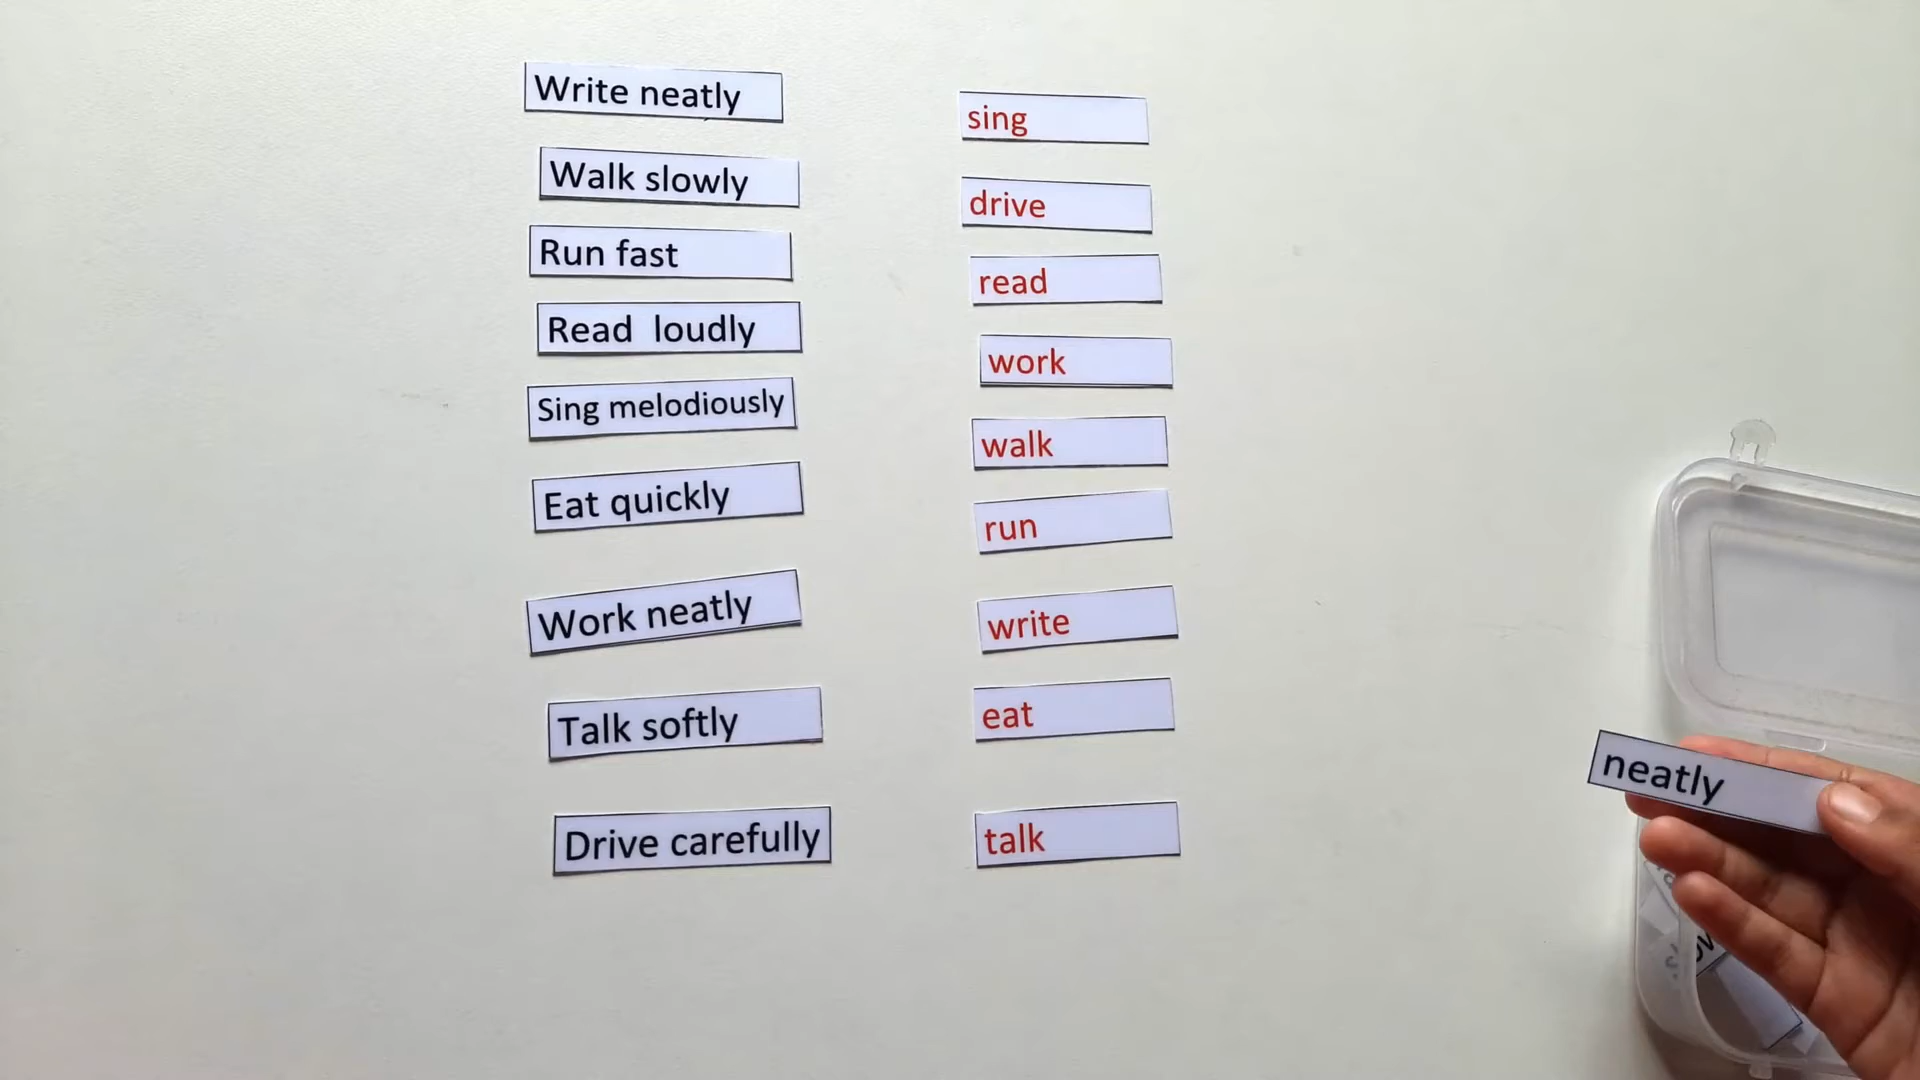 Write neatly
Walk slowly
Run fast
Read loudly
Sing melodiously
Eat quickly
Work neatly
Talk softly
Drive carefully
sing
drive
read
work
walk
run
write
eat
talk
neatly